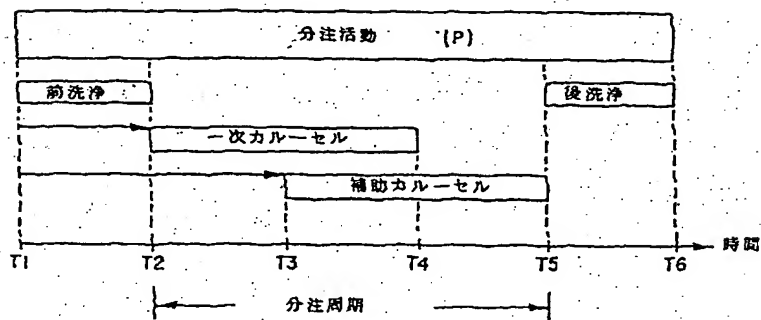 分注活動 {P}
前洗浄
後洗浄
一次カルーセル
補助カルーセル
時間
T1 T2 T3 T4 T5 T6
分注周期